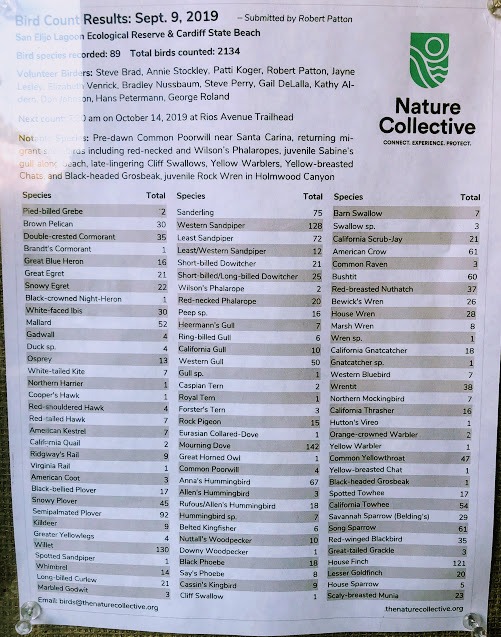 Bird Count Results: Sept. 9, 2019 – Submitted by Robert Patton
San Elijo Lagoon Ecological Reserve & Cardiff State Beach
Bird species recorded: 89 Total birds counted: 2134
Volunteer Birders: Steve Brad, Annie Stockley, Patti Koger, Robert Patton, Jayne
Lesley, Elizabeth Venrick, Bradley Nussbaum, Steve Perry, Gail DeLalla, Kathy Al-
deen, Don Johnson, Hans Petermann, George Roland
Next count: on October 14, 2019 at Rios Avenue Trailhead
Notable Species: Pre-dawn Common Poorwill near Santa Carina, returning mi-
grant including red-necked and Wilson's Phalaropes, juvenile Sabine's
gull along beach, late-lingering Cliff Swallows, Yellow Warblers, Yellow-breasted
Chats, and Black-headed Grosbeak, juvenile Rock Wren in Holmwood Canyon
Nature
Collective
CONNECT. EXPERIENCE. PROTECT.
Species Total
Pied-billed Grebe 2
Brown Pelican 30
Double-crested Cormorant 35
Brandt's Cormorant 1
Great Blue Heron 16
Great Egret 21
Snowy Egret 22
Black-crowned Night-Heron 1
White-faced Ibis 30
Mallard 52
Gadwall 4
Duck sp. 4
Osprey 13
White-tailed Kite 7
Northern Harrier 1
Cooper's Hawk 1
Red-shouldered Hawk 4
Red-tailed Hawk 7
American Kestrel 7
California Quail 2
Ridgway's Rail 9
Virginia Rail 1
American Coot 3
Black-bellied Plover 17
Snowy Plover 45
Semipalmated Plover 92
Killdeer 9
Greater Yellowlegs 4
Willet 130
Spotted Sandpiper 1
Whimbrel 14
Long-billed Curlew 21
Marbled Godwit 3
Email: birds@thenaturecollective.org
Species Total
Sanderling 75
Western Sandpiper 128
Least Sandpiper 72
Least/Western Sandpiper 12
Short-billed Dowitcher 21
Short-billed/Long-billed Dowitcher 25
Wilson's Phalarope 2
Red-necked Phalarope 20
Peep sp. 16
Heermann's Gull 7
Ring-billed Gull 6
California Gull 10
Western Gull 50
Gull sp. 1
Caspian Tern 2
Royal Tern 1
Forster's Tern 3
Rock Pigeon 15
Eurasian Collared-Dove 1
Mourning Dove 142
Great Horned Owl 1
Common Poorwill 4
Anna's Hummingbird 67
Allen's Hummingbird 3
Rufous/Allen's Hummingbird 18
Hummingbird sp. 7
Belted Kingfisher 6
Nuttall's Woodpecker 10
Downy Woodpecker 1
Black Phoebe 18
Say's Phoebe 8
Cassin's Kingbird 9
Cliff Swallow 1
Species Total
Barn Swallow 7
Swallow sp. 3
California Scrub-Jay 21
American Crow 61
Common Raven 3
Bushtit 60
Red-breasted Nuthatch 37
Bewick's Wren 26
House Wren 28
Marsh Wren 8
Wren sp. 1
California Gnatcatcher 18
Gnatcatcher sp. 1
Western Bluebird 7
Wrentit 38
Northern Mockingbird 7
California Thrasher 16
Hutton's Vireo 1
Orange-crowned Warbler 2
Yellow Warbler 1
Common Yellowthroat 47
Yellow-breasted Chat 1
Black-headed Grosbeak 1
Spotted Towhee 17
California Towhee 54
Savannah Sparrow (Belding's) 29
Song Sparrow 61
Red-winged Blackbird 35
Great-tailed Grackle 3
House Finch 121
Lesser Goldfinch 20
House Sparrow 5
Scaly-breasted Munia 23
thenaturecollective.org